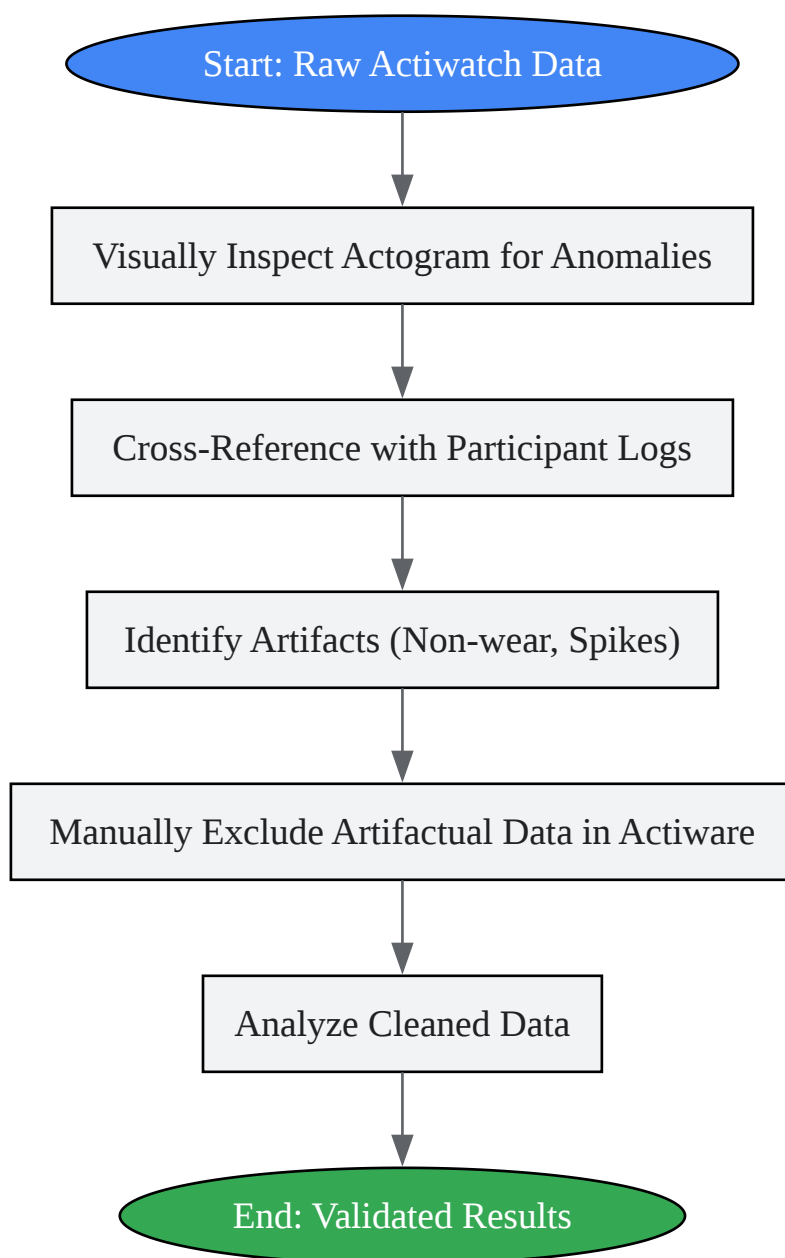 Start: Raw Actiwatch Data
Visually Inspect Actogram for Anomalies
Cross-Reference with Participant Logs
Identify Artifacts (Non-wear, Spikes)
Manually Exclude Artifactual Data in Actiware
Analyze Cleaned Data
End: Validated Results